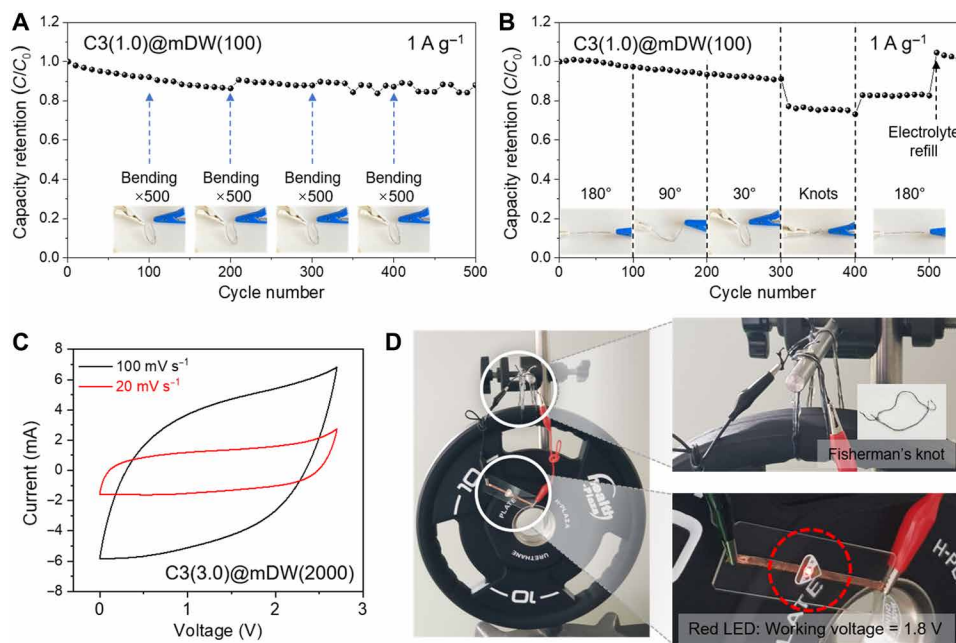 A
C3(1.0)@mDW(100)
1 A g⁻¹
Capacity retention (C/C₀)
1.2
1.0
0.8
0.6
0.4
0.2
0.0
Bending
×500
Bending
×500
Bending
×500
Bending
×500
0
100
200
300
400
500
Cycle number
B
C3(1.0)@mDW(100)
1 A g⁻¹
Capacity retention (C/C₀)
1.2
1.0
0.8
0.6
0.4
0.2
0.0
Electrolyte
refill
180°
90°
30°
Knots
180°
0
100
200
300
400
500
Cycle number
C
100 mV s⁻¹
20 mV s⁻¹
Current (mA)
8
6
4
2
0
−2
−4
−6
−8
C3(3.0)@mDW(2000)
0
1
2
3
Voltage (V)
D
10
health
PLATE
H-PLAZA
URETHANE
10
Fisherman's knot
H-P
LATE
Red LED: Working voltage = 1.8 V